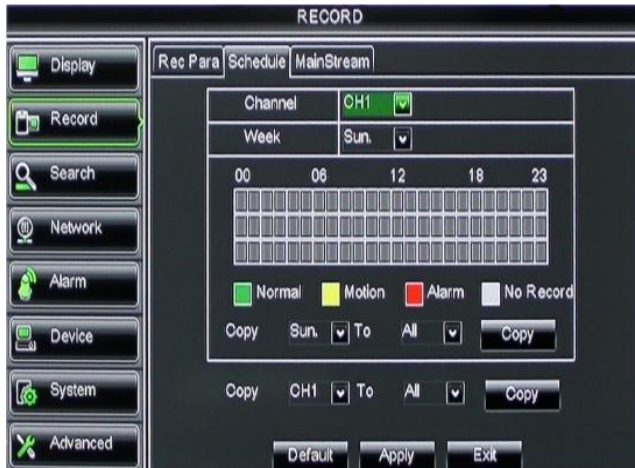 RECORD
Display
Record
Search
Network
Alarm
Device
System
Advanced
Rec Para Schedule MainStream
Channel CH1
Week Sun.
00 06 12 18 23
Normal Motion Alarm No Record
Copy Sun. To All Copy
Copy CH1 To All Copy
Default Apply Exit